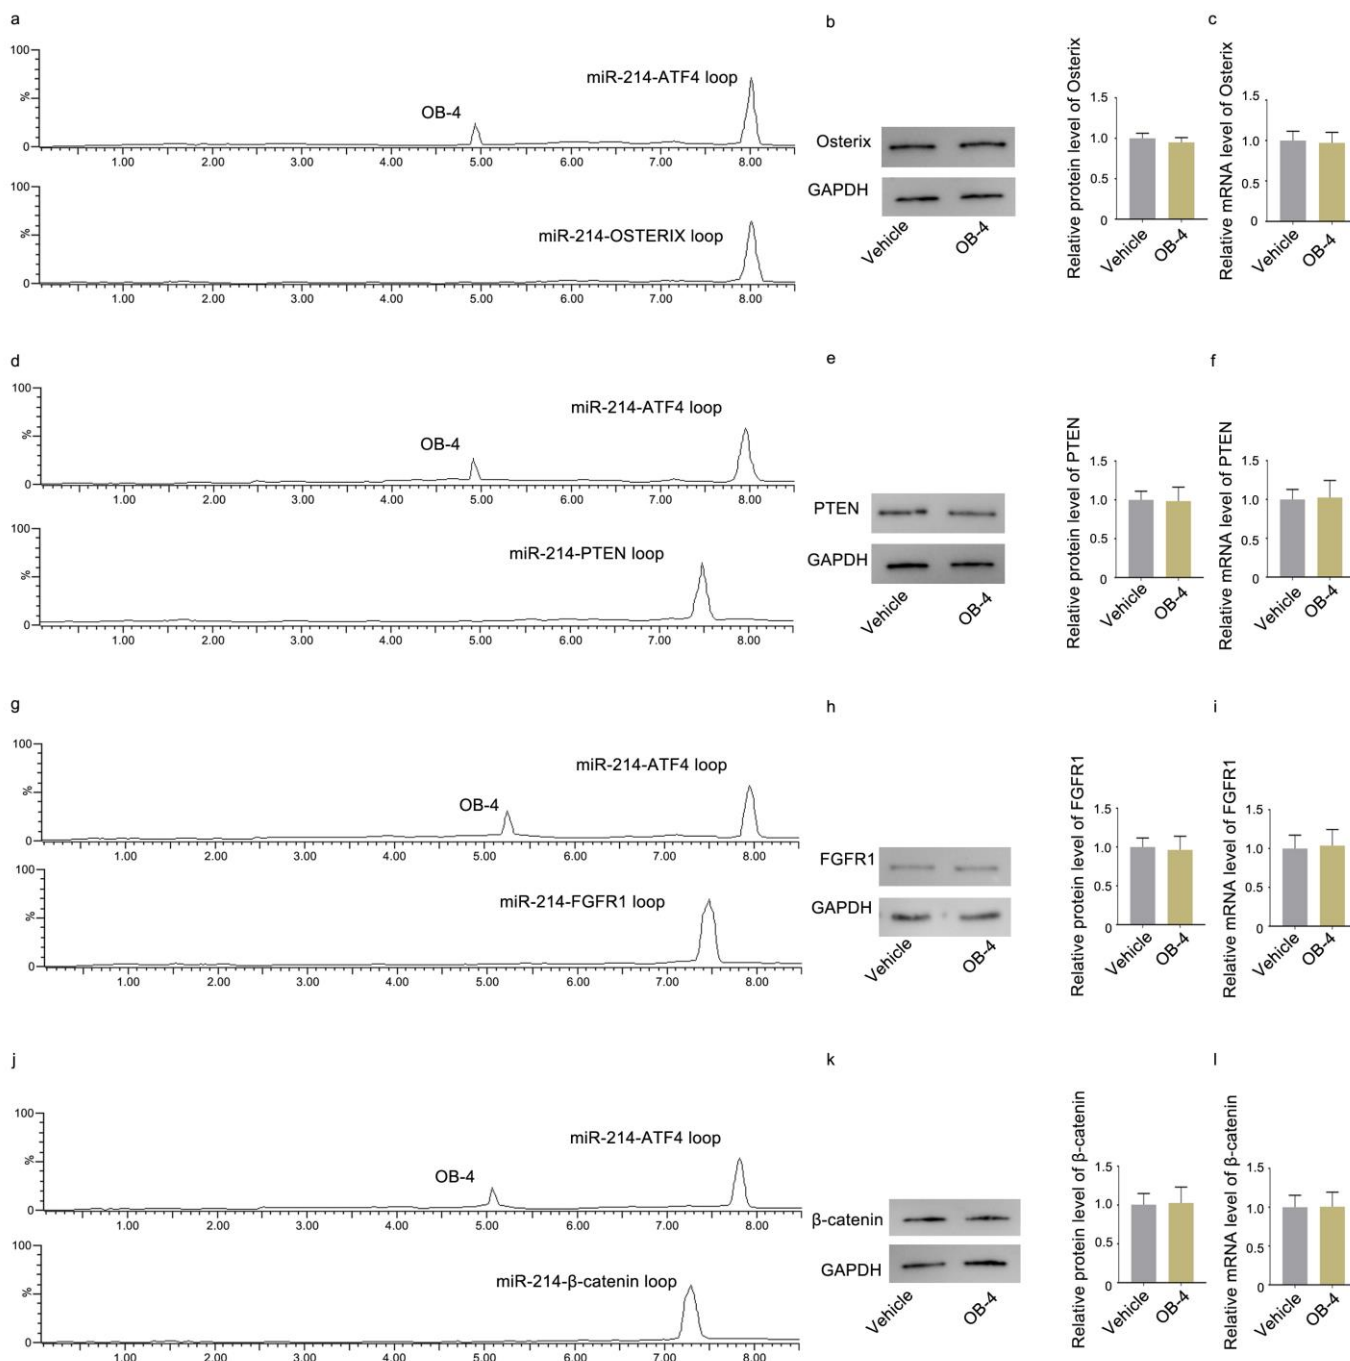 a
100
%
0
OB-4
miR-214-ATF4 loop
1.00 2.00 3.00 4.00 5.00 6.00 7.00 8.00
100
%
0
miR-214-OSTERIX loop
1.00 2.00 3.00 4.00 5.00 6.00 7.00 8.00
b
Osterix
GAPDH
Vehicle
OB-4
Relative protein level of Osterix
1.5
1.0
0.5
0
Vehicle
OB-4
c
Relative mRNA level of Osterix
1.5
1.0
0.5
0
Vehicle
OB-4
d
100
%
0
OB-4
miR-214-ATF4 loop
1.00 2.00 3.00 4.00 5.00 6.00 7.00 8.00
100
%
0
miR-214-PTEN loop
1.00 2.00 3.00 4.00 5.00 6.00 7.00 8.00
e
PTEN
GAPDH
Vehicle
OB-4
Relative protein level of PTEN
1.5
1.0
0.5
0
Vehicle
OB-4
f
Relative mRNA level of PTEN
1.5
1.0
0.5
0
Vehicle
OB-4
g
100
%
0
OB-4
miR-214-ATF4 loop
1.00 2.00 3.00 4.00 5.00 6.00 7.00 8.00
100
%
0
miR-214-FGFR1 loop
1.00 2.00 3.00 4.00 5.00 6.00 7.00 8.00
h
FGFR1
GAPDH
Vehicle
OB-4
Relative protein level of FGFR1
1.5
1.0
0.5
0
Vehicle
OB-4
i
Relative mRNA level of FGFR1
1.5
1.0
0.5
0
Vehicle
OB-4
j
100
%
0
OB-4
miR-214-ATF4 loop
1.00 2.00 3.00 4.00 5.00 6.00 7.00 8.00
100
%
0
miR-214-β-catenin loop
1.00 2.00 3.00 4.00 5.00 6.00 7.00 8.00
k
β-catenin
GAPDH
Vehicle
OB-4
Relative protein level of β-catenin
1.5
1.0
0.5
0
Vehicle
OB-4
l
Relative mRNA level of β-catenin
1.5
1.0
0.5
0
Vehicle
OB-4